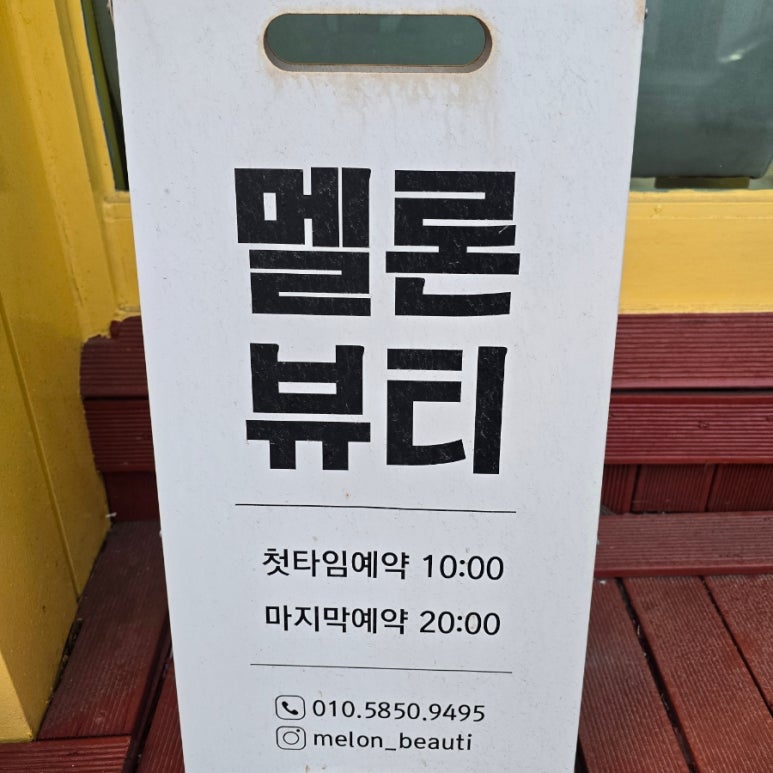 멜론
뷰티
첫타임예약 10:00
마지막예약 20:00
010.5850.9495
melon_beauti